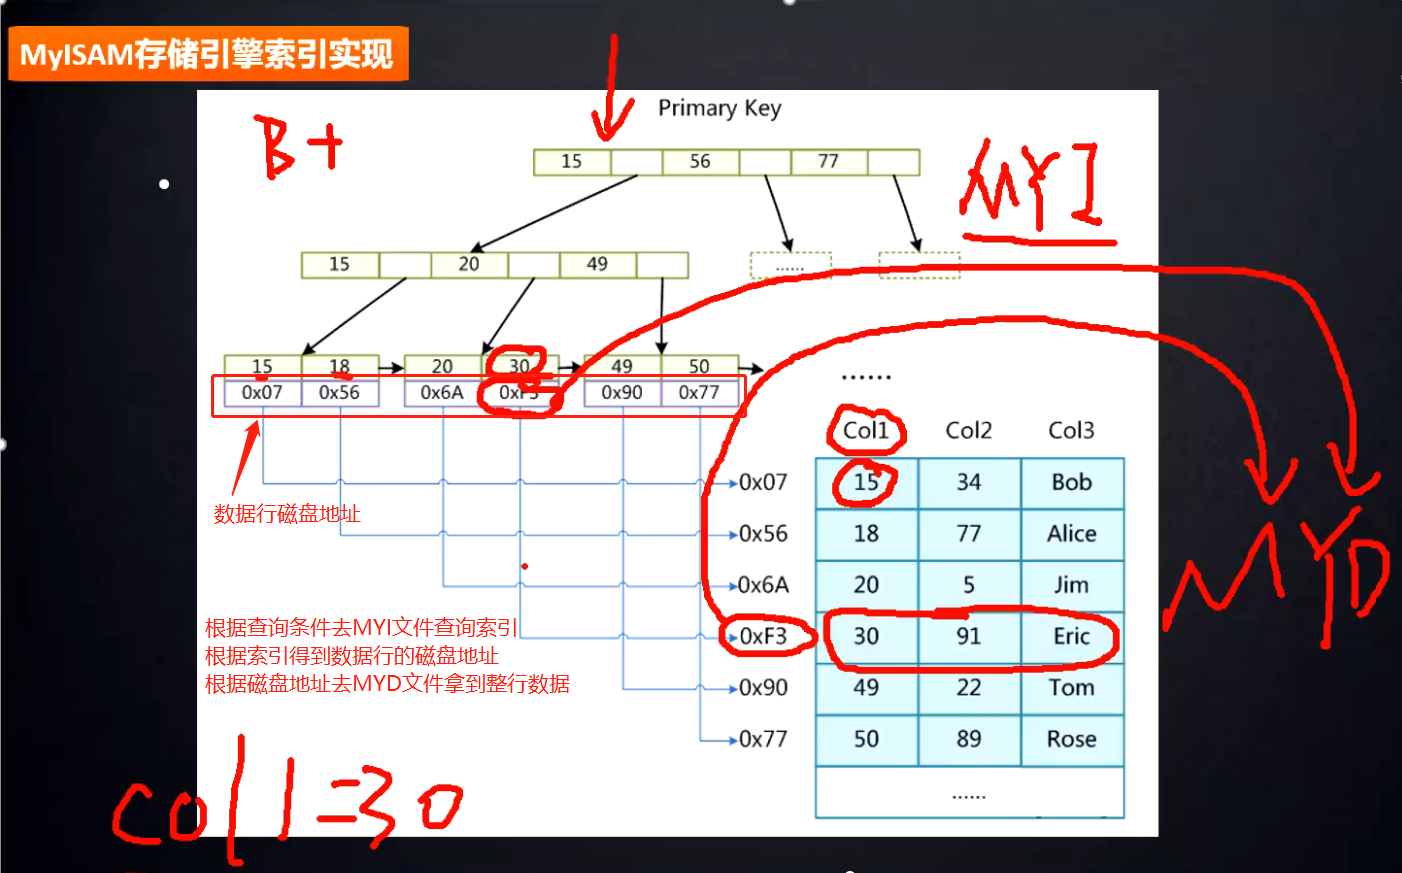 MyISAM存储引擎索引实现
Primary Key
B+
15 56 77
MYI
15 20 49
......
15 18 20 30 49 50
0x07 0x56 0x6A 0xF3 0x90 0x77
......
Col1 Col2 Col3
0x07 15 34 Bob
数据行磁盘地址
0x56 18 77 Alice
MYD
0x6A 20 5 Jim
根据查询条件去MYI文件查询索引
0xF3 30 91 Eric
根据索引得到数据行的磁盘地址
根据磁盘地址去MYD文件拿到整行数据
0x90 49 22 Tom
0x77 50 89 Rose
......
col1=30